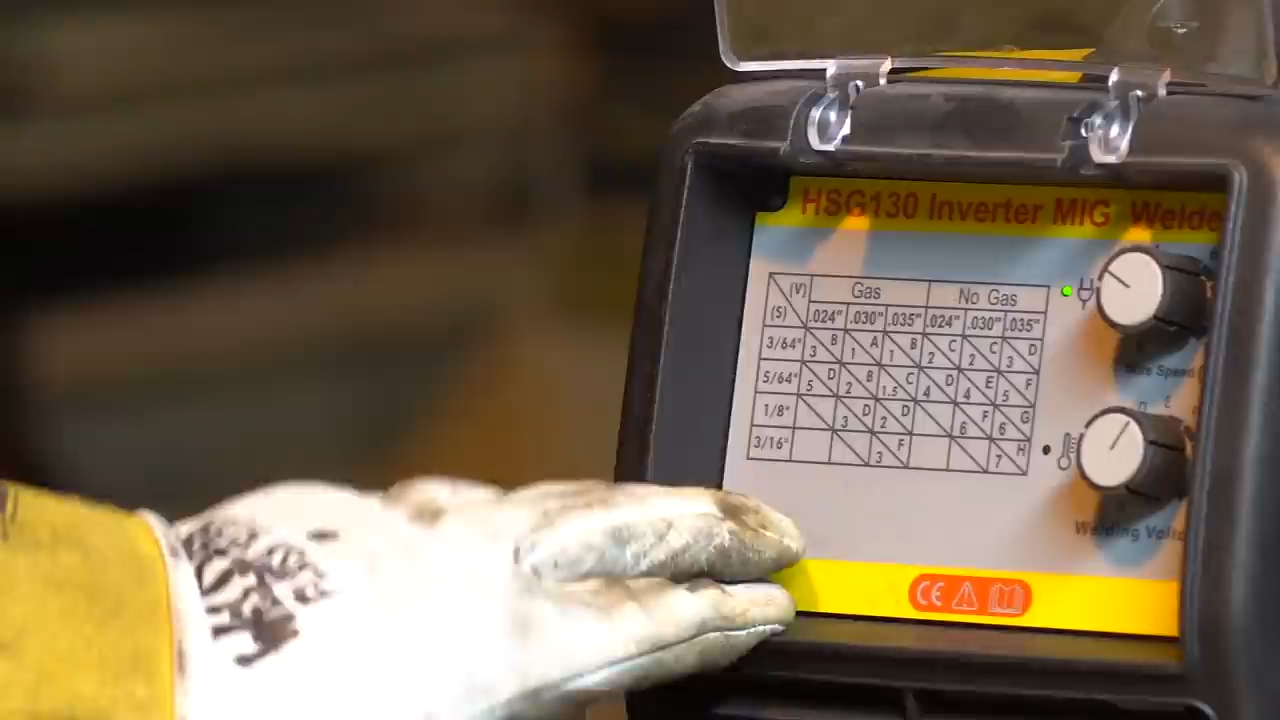 HSG130 Inverter MIG Welde
(V) Gas No Gas
(S) .024" .030" .035" .024" .030" .035"
3/64" 3 B 1 A 1 B 2 C 2 C 3 D
5/64" 5 D 2 B 1.5 C 4 D 4 E 5 F
1/8" 3 D 2 D 6 F 6 G
3/16" 3 F 7 H
Speed
Welding Volta
CE